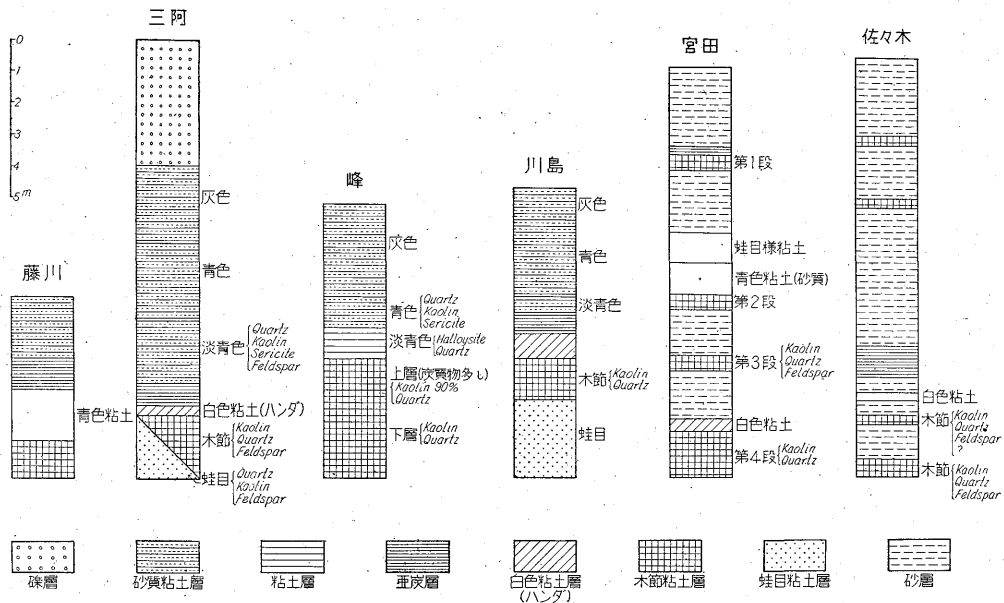 三阿
宮田
佐々木
峰
川島
藤川
0
1
2
3
4
5 m
灰色
青色
淡青色
Quartz
Kaolin
Sericite
Feldspar
白色粘土(ハンダ)
木節
Kaolin
Quartz
Feldspar
蛙目
Quartz
Kaolin
Feldspar
青色粘土
灰色
青色
Quartz
Kaolin
Sericite
淡青色
Halloysite
Quartz
上層(炭質物多し)
Kaolin 90%
Quartz
下層
Kaolin
Quartz
灰色
青色
淡青色
木節
Kaolin
Quartz
蛙目
第1段
蛙目様粘土
青色粘土(砂質)
第2段
第3段
Kaolin
Quartz
Feldspar
白色粘土
第4段
Kaolin
Quartz
白色粘土
木節
Kaolin
Quartz
Feldspar
?
木節
Kaolin
Quartz
Feldspar
礫層
砂質粘土層
粘土層
亜炭層
白色粘土層
(ハンダ)
木節粘土層
蛙目粘土層
砂層